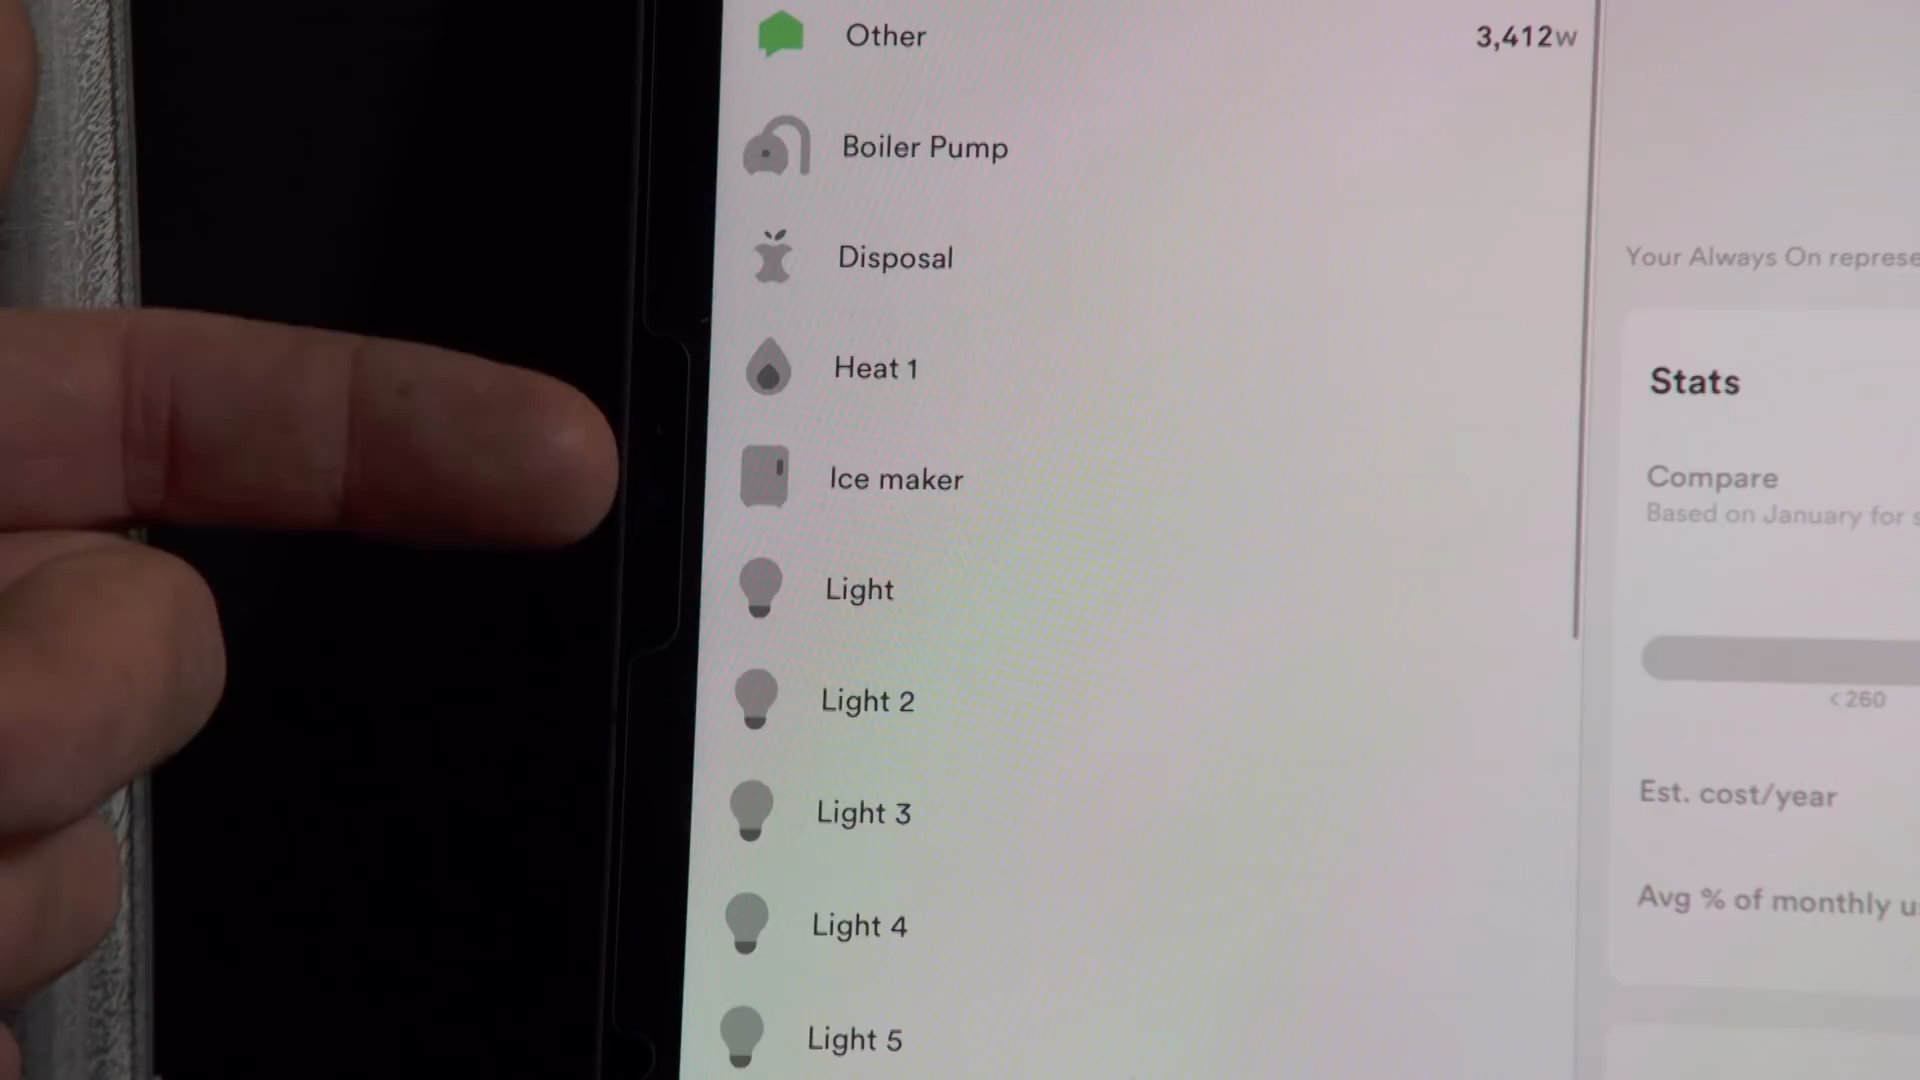 Other 3,412w
Boiler Pump
Disposal
Heat 1
Ice maker
Light
Light 2
Light 3
Light 4
Light 5
Your Always On represe
Stats
Compare
Based on January for s
<260
Est. cost/year
Avg % of monthly u